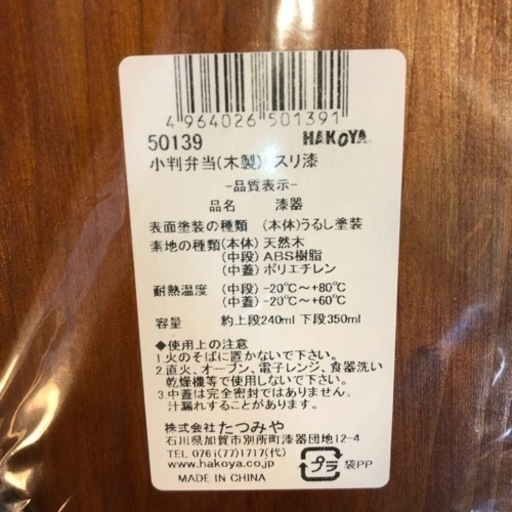 4 964026 501391
50139 HAKOYA
小判弁当(木製) スリ漆
-品質表示-
品名 漆器
表面塗装の種類 (本体)うるし塗装
素地の種類(本体) 天然木
(中段) ABS樹脂
(中蓋) ポリエチレン
耐熱温度 (中段) -20℃～+80℃
(中蓋) -20℃～+60℃
容量 約上段240ml 下段350ml
◆使用上の注意
1.火のそばに置かないで下さい。
2.直火、オーブン、電子レンジ、食器洗い
乾燥機等で使用しないで下さい。
3.中蓋は完全密封ではありません。
汁漏れすることが有ります。
株式会社たつみや
石川県加賀市別所町漆器団地12-4
TEL 076１(77)1717(代)
www.hakoya.co.jp
MADE IN CHINA
プラ 袋PP